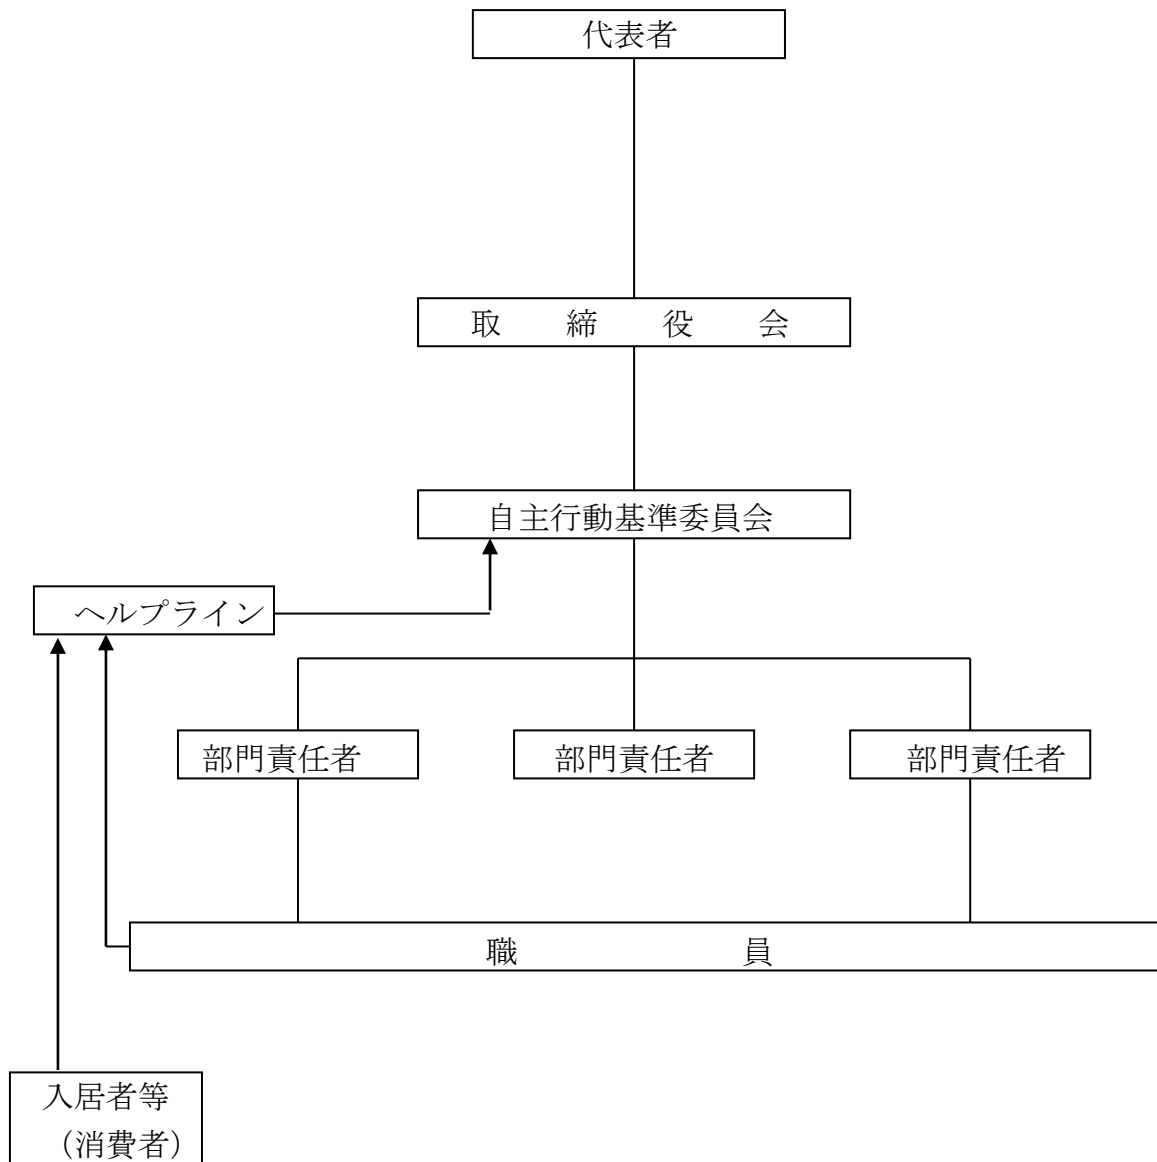 代表者
取締役会
自主行動基準委員会
ヘルプライン
部門責任者 部門責任者 部門責任者
職員
入居者等
（消費者）